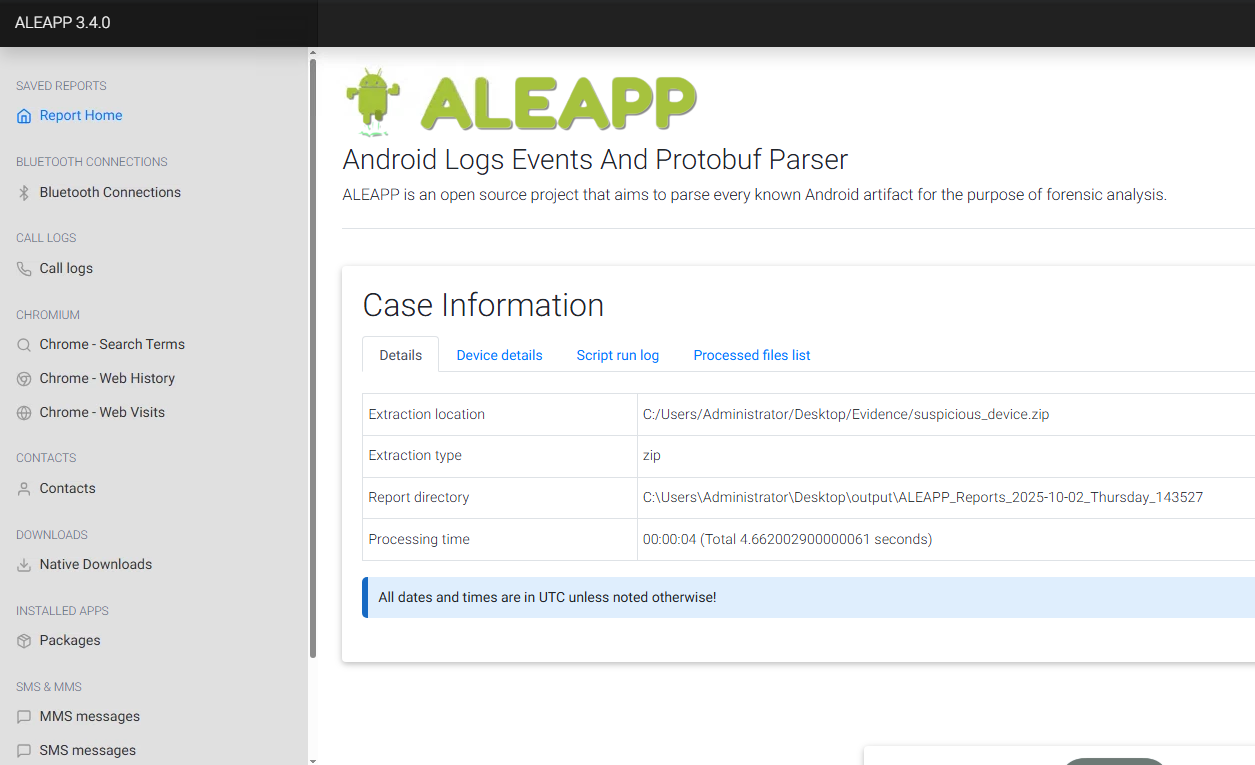 ALEAPP 3.4.0
SAVED REPORTS
Report Home
BLUETOOTH CONNECTIONS
Bluetooth Connections
CALL LOGS
Call logs
CHROMIUM
Chrome - Search Terms
Chrome - Web History
Chrome - Web Visits
CONTACTS
Contacts
DOWNLOADS
Native Downloads
INSTALLED APPS
Packages
SMS & MMS
MMS messages
SMS messages
ALEAPP
Android Logs Events And Protobuf Parser
ALEAPP is an open source project that aims to parse every known Android artifact for the purpose of forensic analysis.
Case Information
Details Device details Script run log Processed files list
Extraction location C:/Users/Administrator/Desktop/Evidence/suspicious_device.zip
Extraction type zip
Report directory C:\Users\Administrator\Desktop\output\ALEAPP_Reports_2025-10-02_Thursday_143527
Processing time 00:00:04 (Total 4.662002900000061 seconds)
All dates and times are in UTC unless noted otherwise!